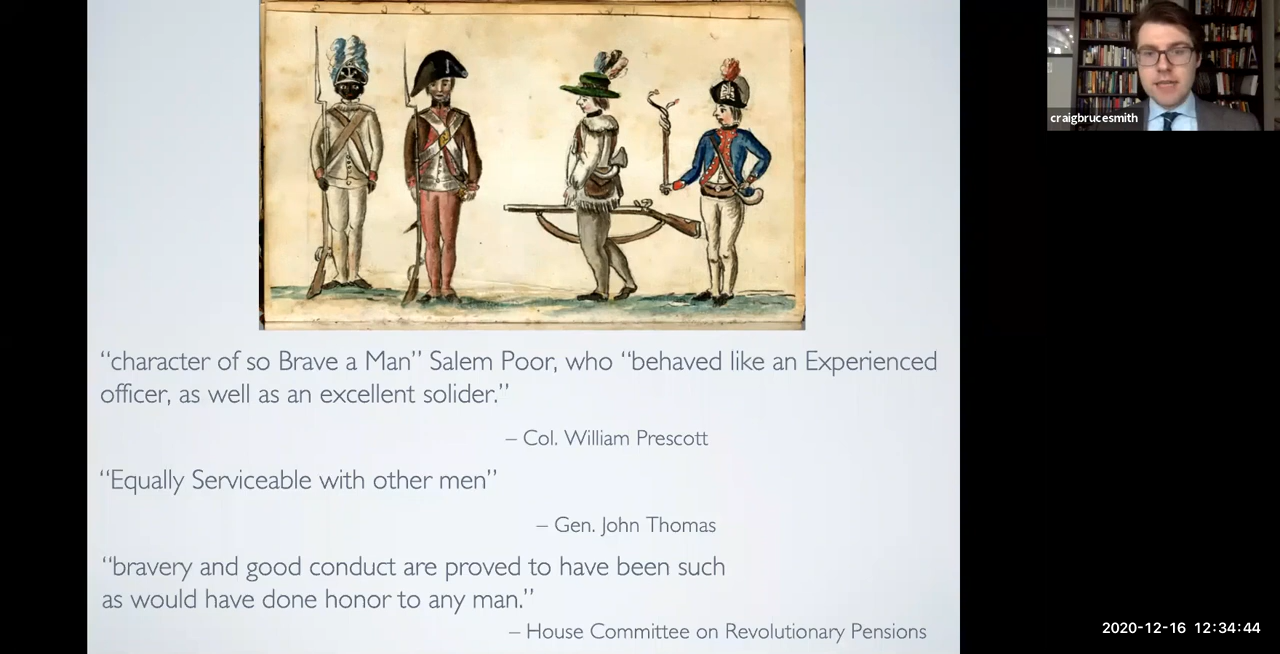 craigbrucesmith
“character of so Brave a Man” Salem Poor, who “behaved like an Experienced
officer, as well as an excellent solider.”
– Col. William Prescott
“Equally Serviceable with other men”
– Gen. John Thomas
“bravery and good conduct are proved to have been such
as would have done honor to any man.”
– House Committee on Revolutionary Pensions
2020-12-16 12:34:44